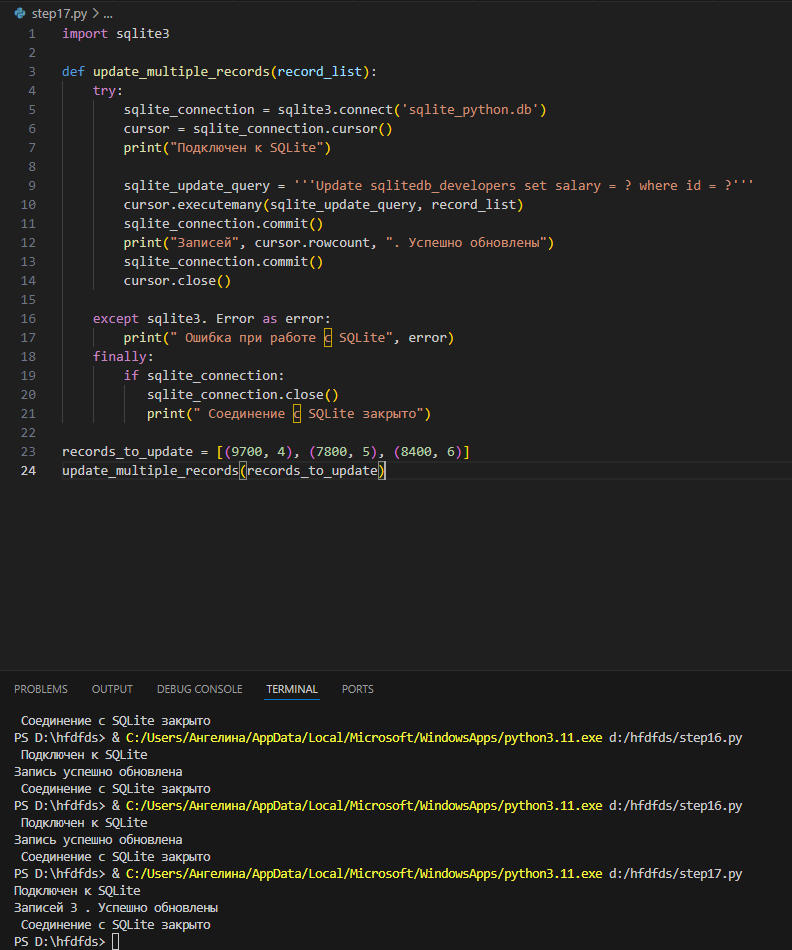 step17.py > ...
1 import sqlite3
2
3 def update_multiple_records(record_list):
4     try:
5         sqlite_connection = sqlite3.connect('sqlite_python.db')
6         cursor = sqlite_connection.cursor()
7         print("Подключен к SQLite")
8
9         sqlite_update_query = '''Update sqlitedb_developers set salary = ? where id = ?'''
10         cursor.executemany(sqlite_update_query, record_list)
11         sqlite_connection.commit()
12         print("Записей", cursor.rowcount, ". Успешно обновлены")
13         sqlite_connection.commit()
14         cursor.close()
15
16     except sqlite3. Error as error:
17         print(" Ошибка при работе с SQLite", error)
18     finally:
19         if sqlite_connection:
20            sqlite_connection.close()
21            print(" Соединение с SQLite закрыто")
22
23 records_to_update = [(9700, 4), (7800, 5), (8400, 6)]
24 update_multiple_records(records_to_update)
PROBLEMS OUTPUT DEBUG CONSOLE TERMINAL PORTS
 Соединение с SQLite закрыто
PS D:\hfdfds> & C:/Users/Ангелина/AppData/Local/Microsoft/WindowsApps/python3.11.exe d:/hfdfds/step16.py
 Подключен к SQLite
Запись успешно обновлена
 Соединение с SQLite закрыто
PS D:\hfdfds> & C:/Users/Ангелина/AppData/Local/Microsoft/WindowsApps/python3.11.exe d:/hfdfds/step16.py
 Подключен к SQLite
Запись успешно обновлена
 Соединение с SQLite закрыто
PS D:\hfdfds> & C:/Users/Ангелина/AppData/Local/Microsoft/WindowsApps/python3.11.exe d:/hfdfds/step17.py
Подключен к SQLite
Записей 3 . Успешно обновлены
 Соединение с SQLite закрыто
PS D:\hfdfds>